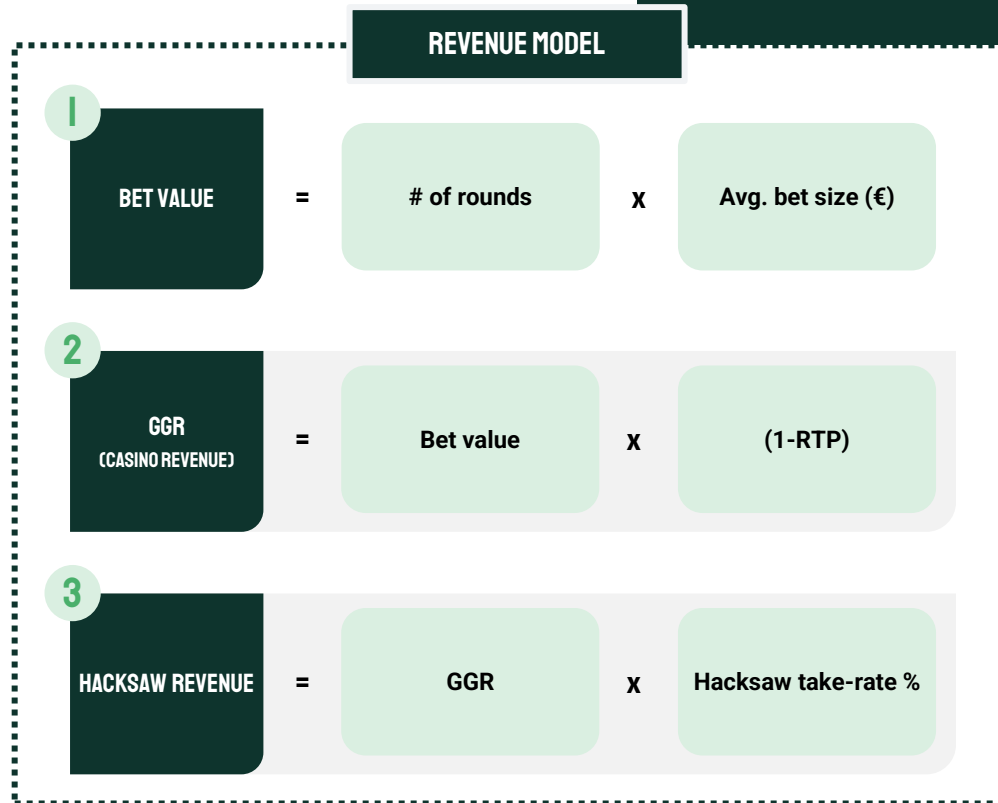 REVENUE MODEL
1
BET VALUE = # of rounds x Avg. bet size (€)
2
GGR
(CASINO REVENUE) = Bet value x (1-RTP)
3
HACKSAW REVENUE = GGR x Hacksaw take-rate %